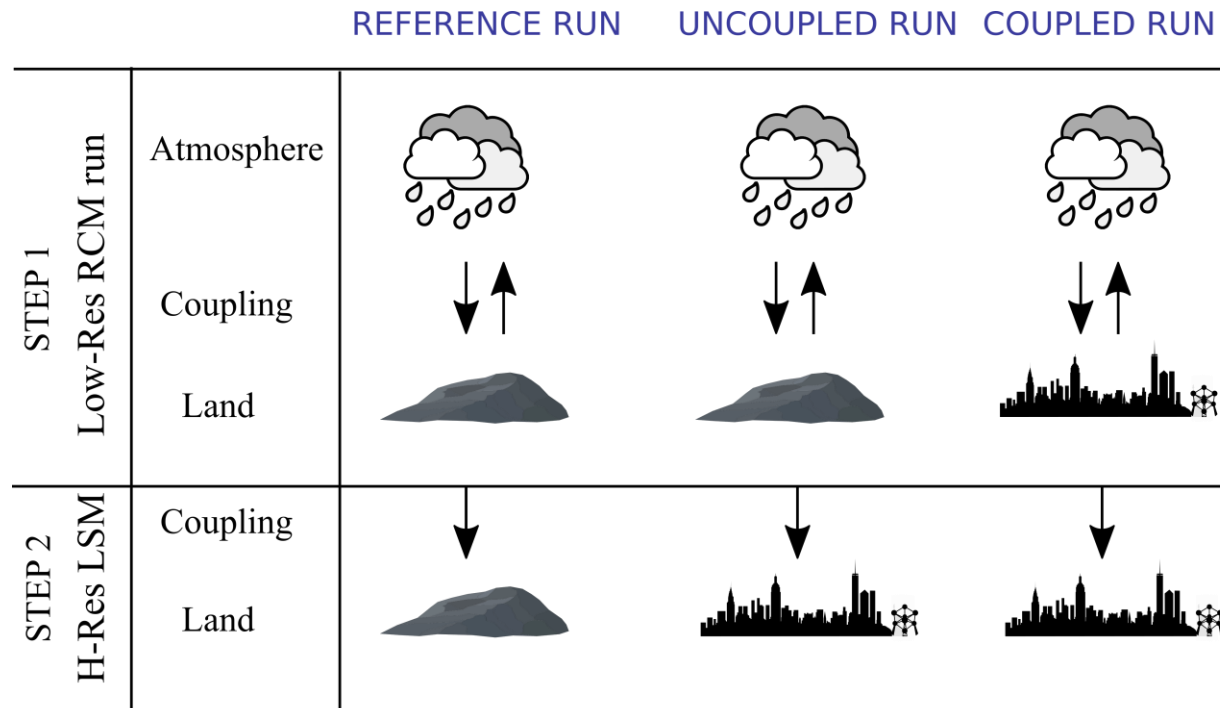 REFERENCE RUN UNCOUPLED RUN COUPLED RUN
STEP 1
Low-Res RCM run
Atmosphere
Coupling
Land
STEP 2
H-Res LSM
Coupling
Land